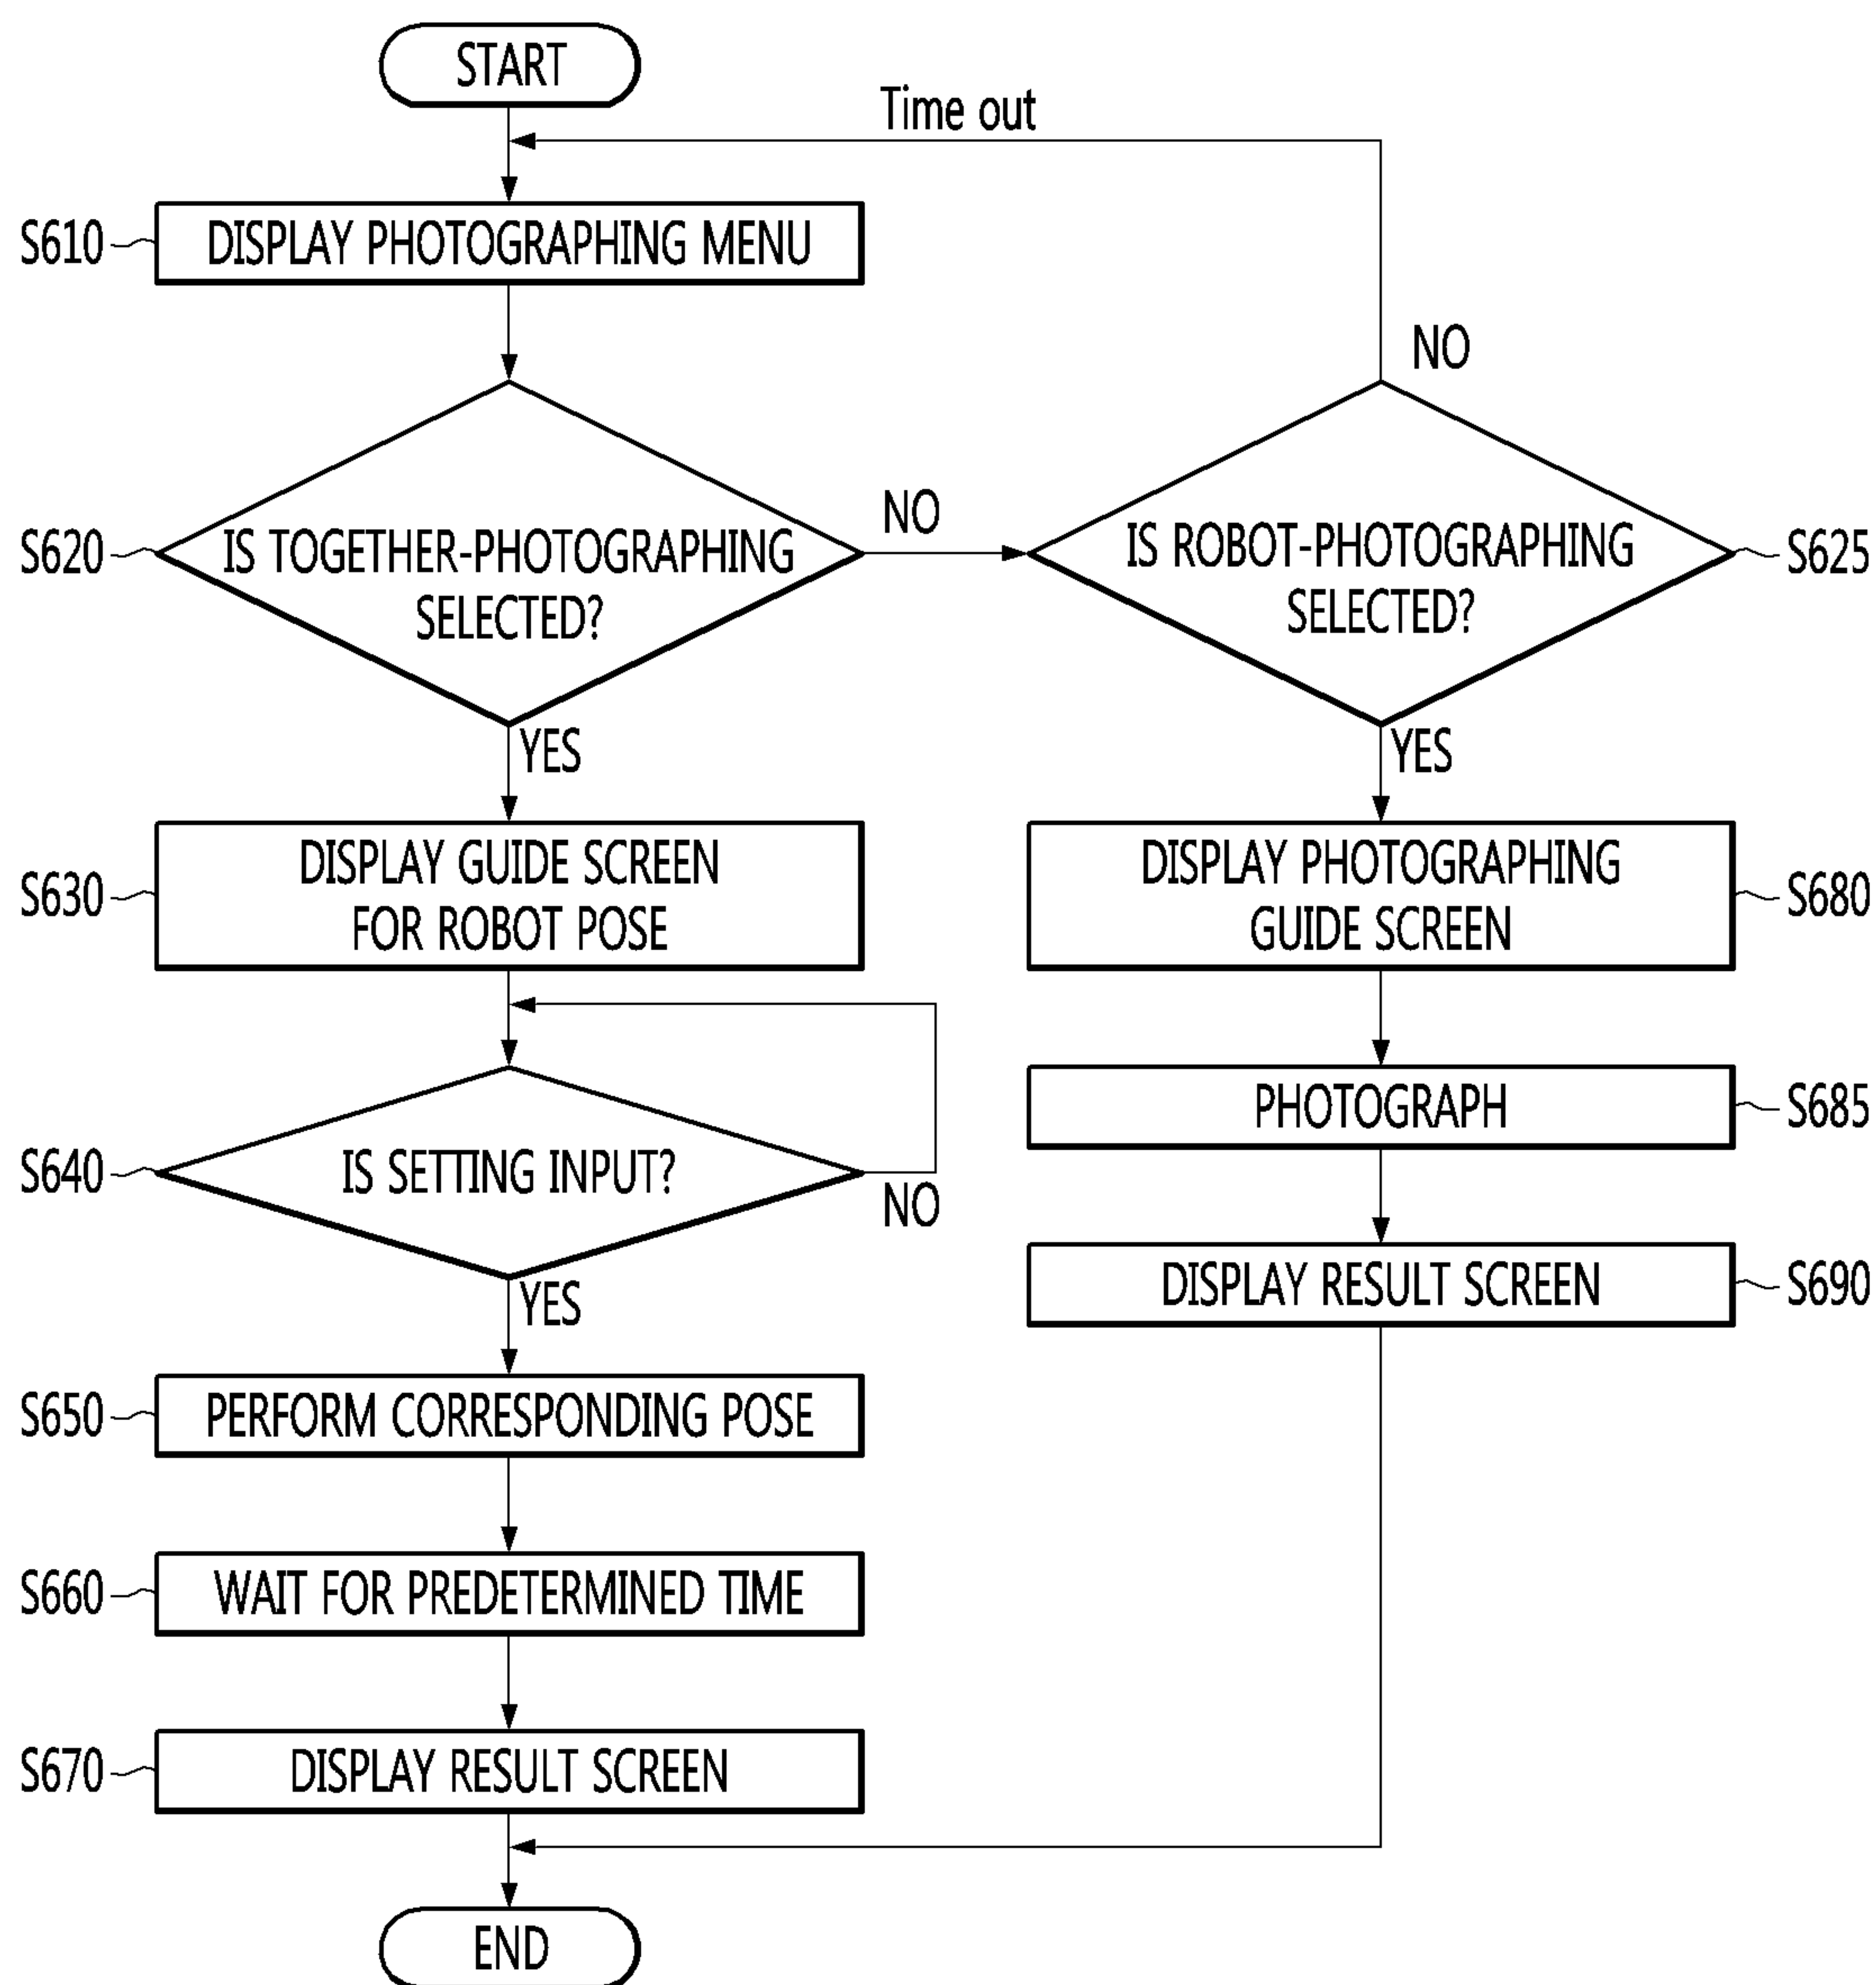 START
Time out
S610
DISPLAY PHOTOGRAPHING MENU
NO
S620
IS TOGETHER-PHOTOGRAPHING
SELECTED?
NO
IS ROBOT-PHOTOGRAPHING
SELECTED?
S625
YES
YES
S630
DISPLAY GUIDE SCREEN
FOR ROBOT POSE
DISPLAY PHOTOGRAPHING
GUIDE SCREEN
S680
S640
IS SETTING INPUT?
NO
PHOTOGRAPH
S685
YES
DISPLAY RESULT SCREEN
S690
S650
PERFORM CORRESPONDING POSE
S660
WAIT FOR PREDETERMINED TIME
S670
DISPLAY RESULT SCREEN
END